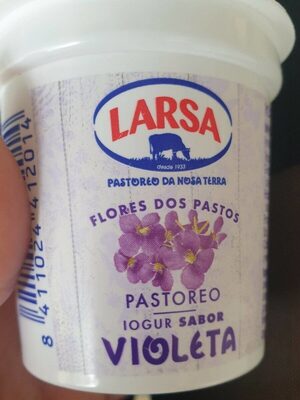 LARSA
desde 1933
PASTOREO DA NOSA TERRA
FLORES DOS PASTOS
PASTOREO
IOGUR SABOR
VIOLETA
8 411024 412014